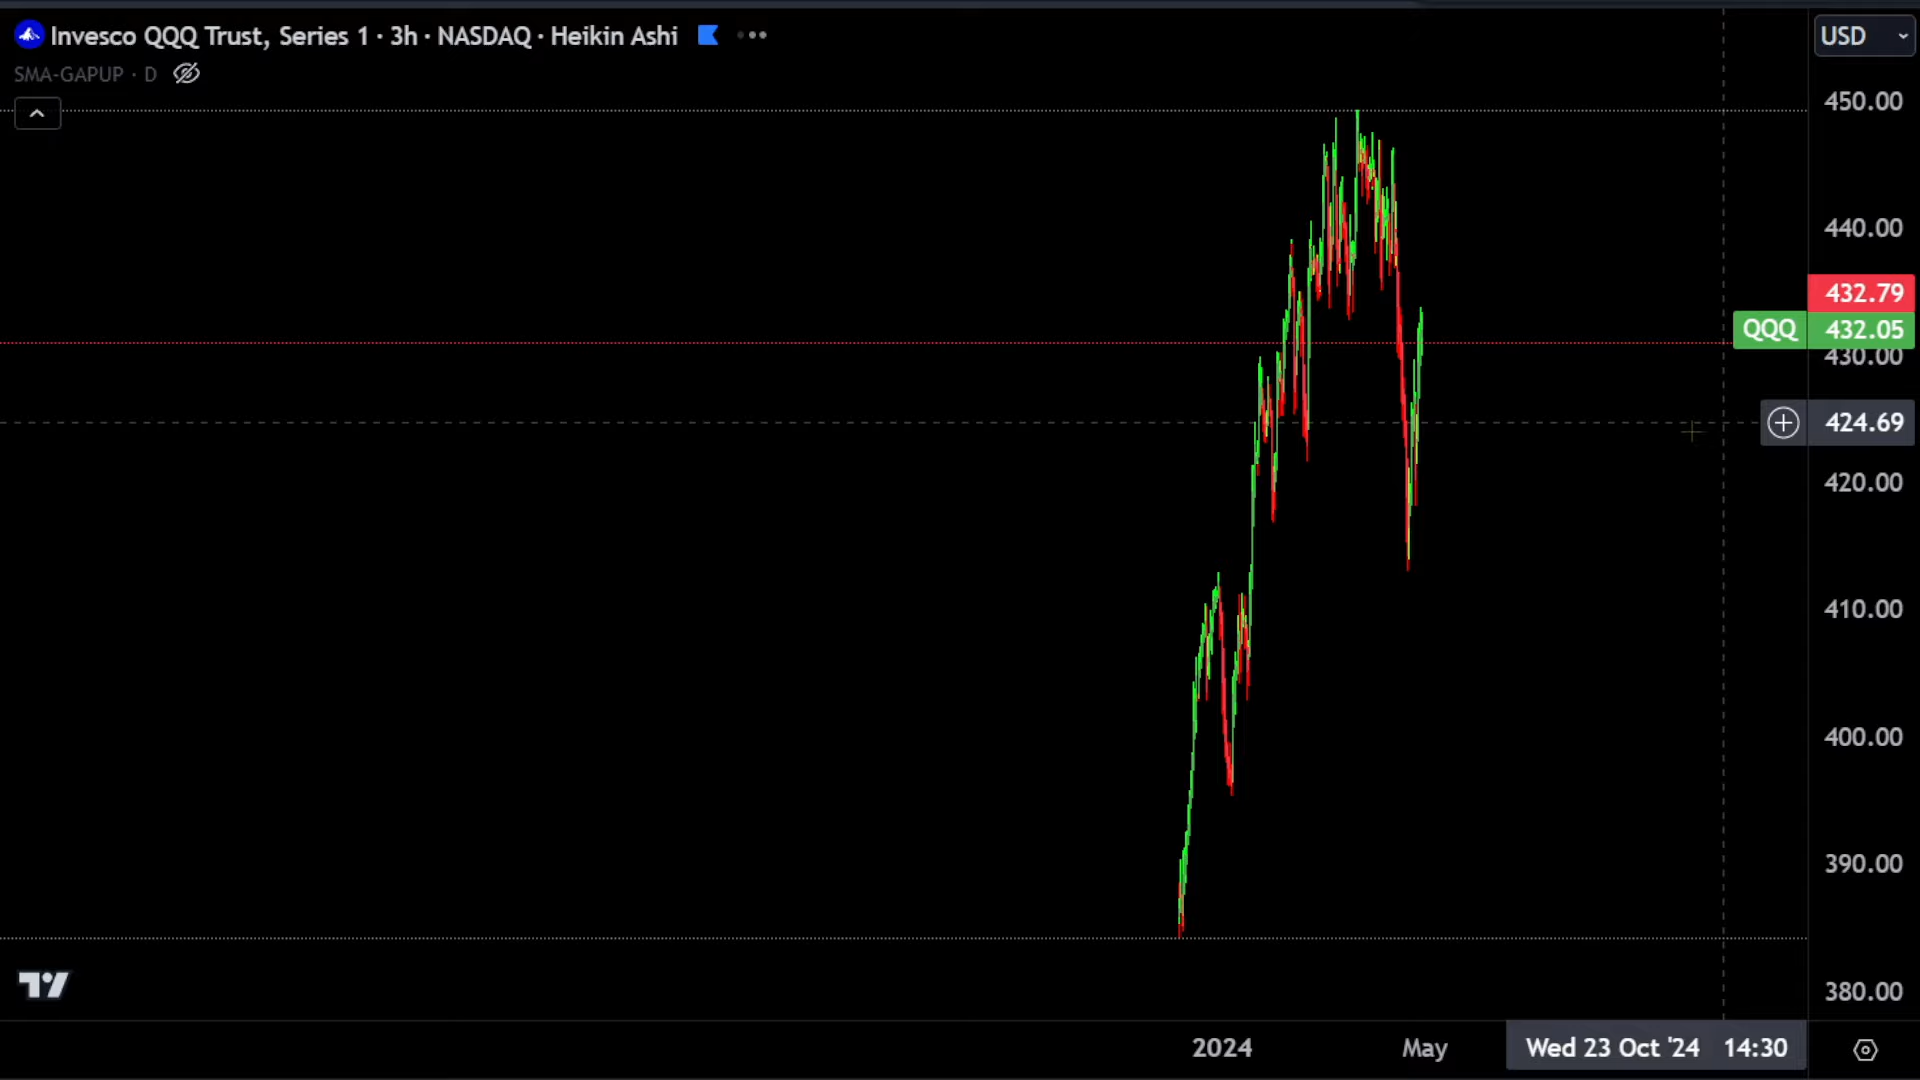 Invesco QQQ Trust, Series 1 · 3h · NASDAQ · Heikin Ashi
USD
SMA-GAPUP · D
450.00
440.00
432.79
QQQ 432.05
430.00
424.69
420.00
410.00
400.00
390.00
380.00
2024 May Wed 23 Oct '24 14:30